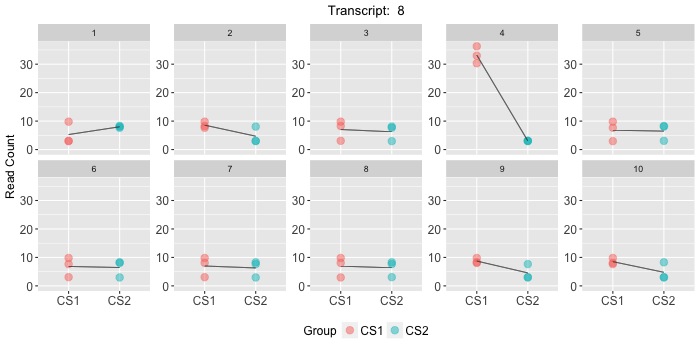 Transcript: 8
1 2 3 4 5
30
20
10
0
6 7 8 9 10
30
20
10
0
CS1 CS2 CS1 CS2 CS1 CS2 CS1 CS2 CS1 CS2
Read Count
Group CS1 CS2